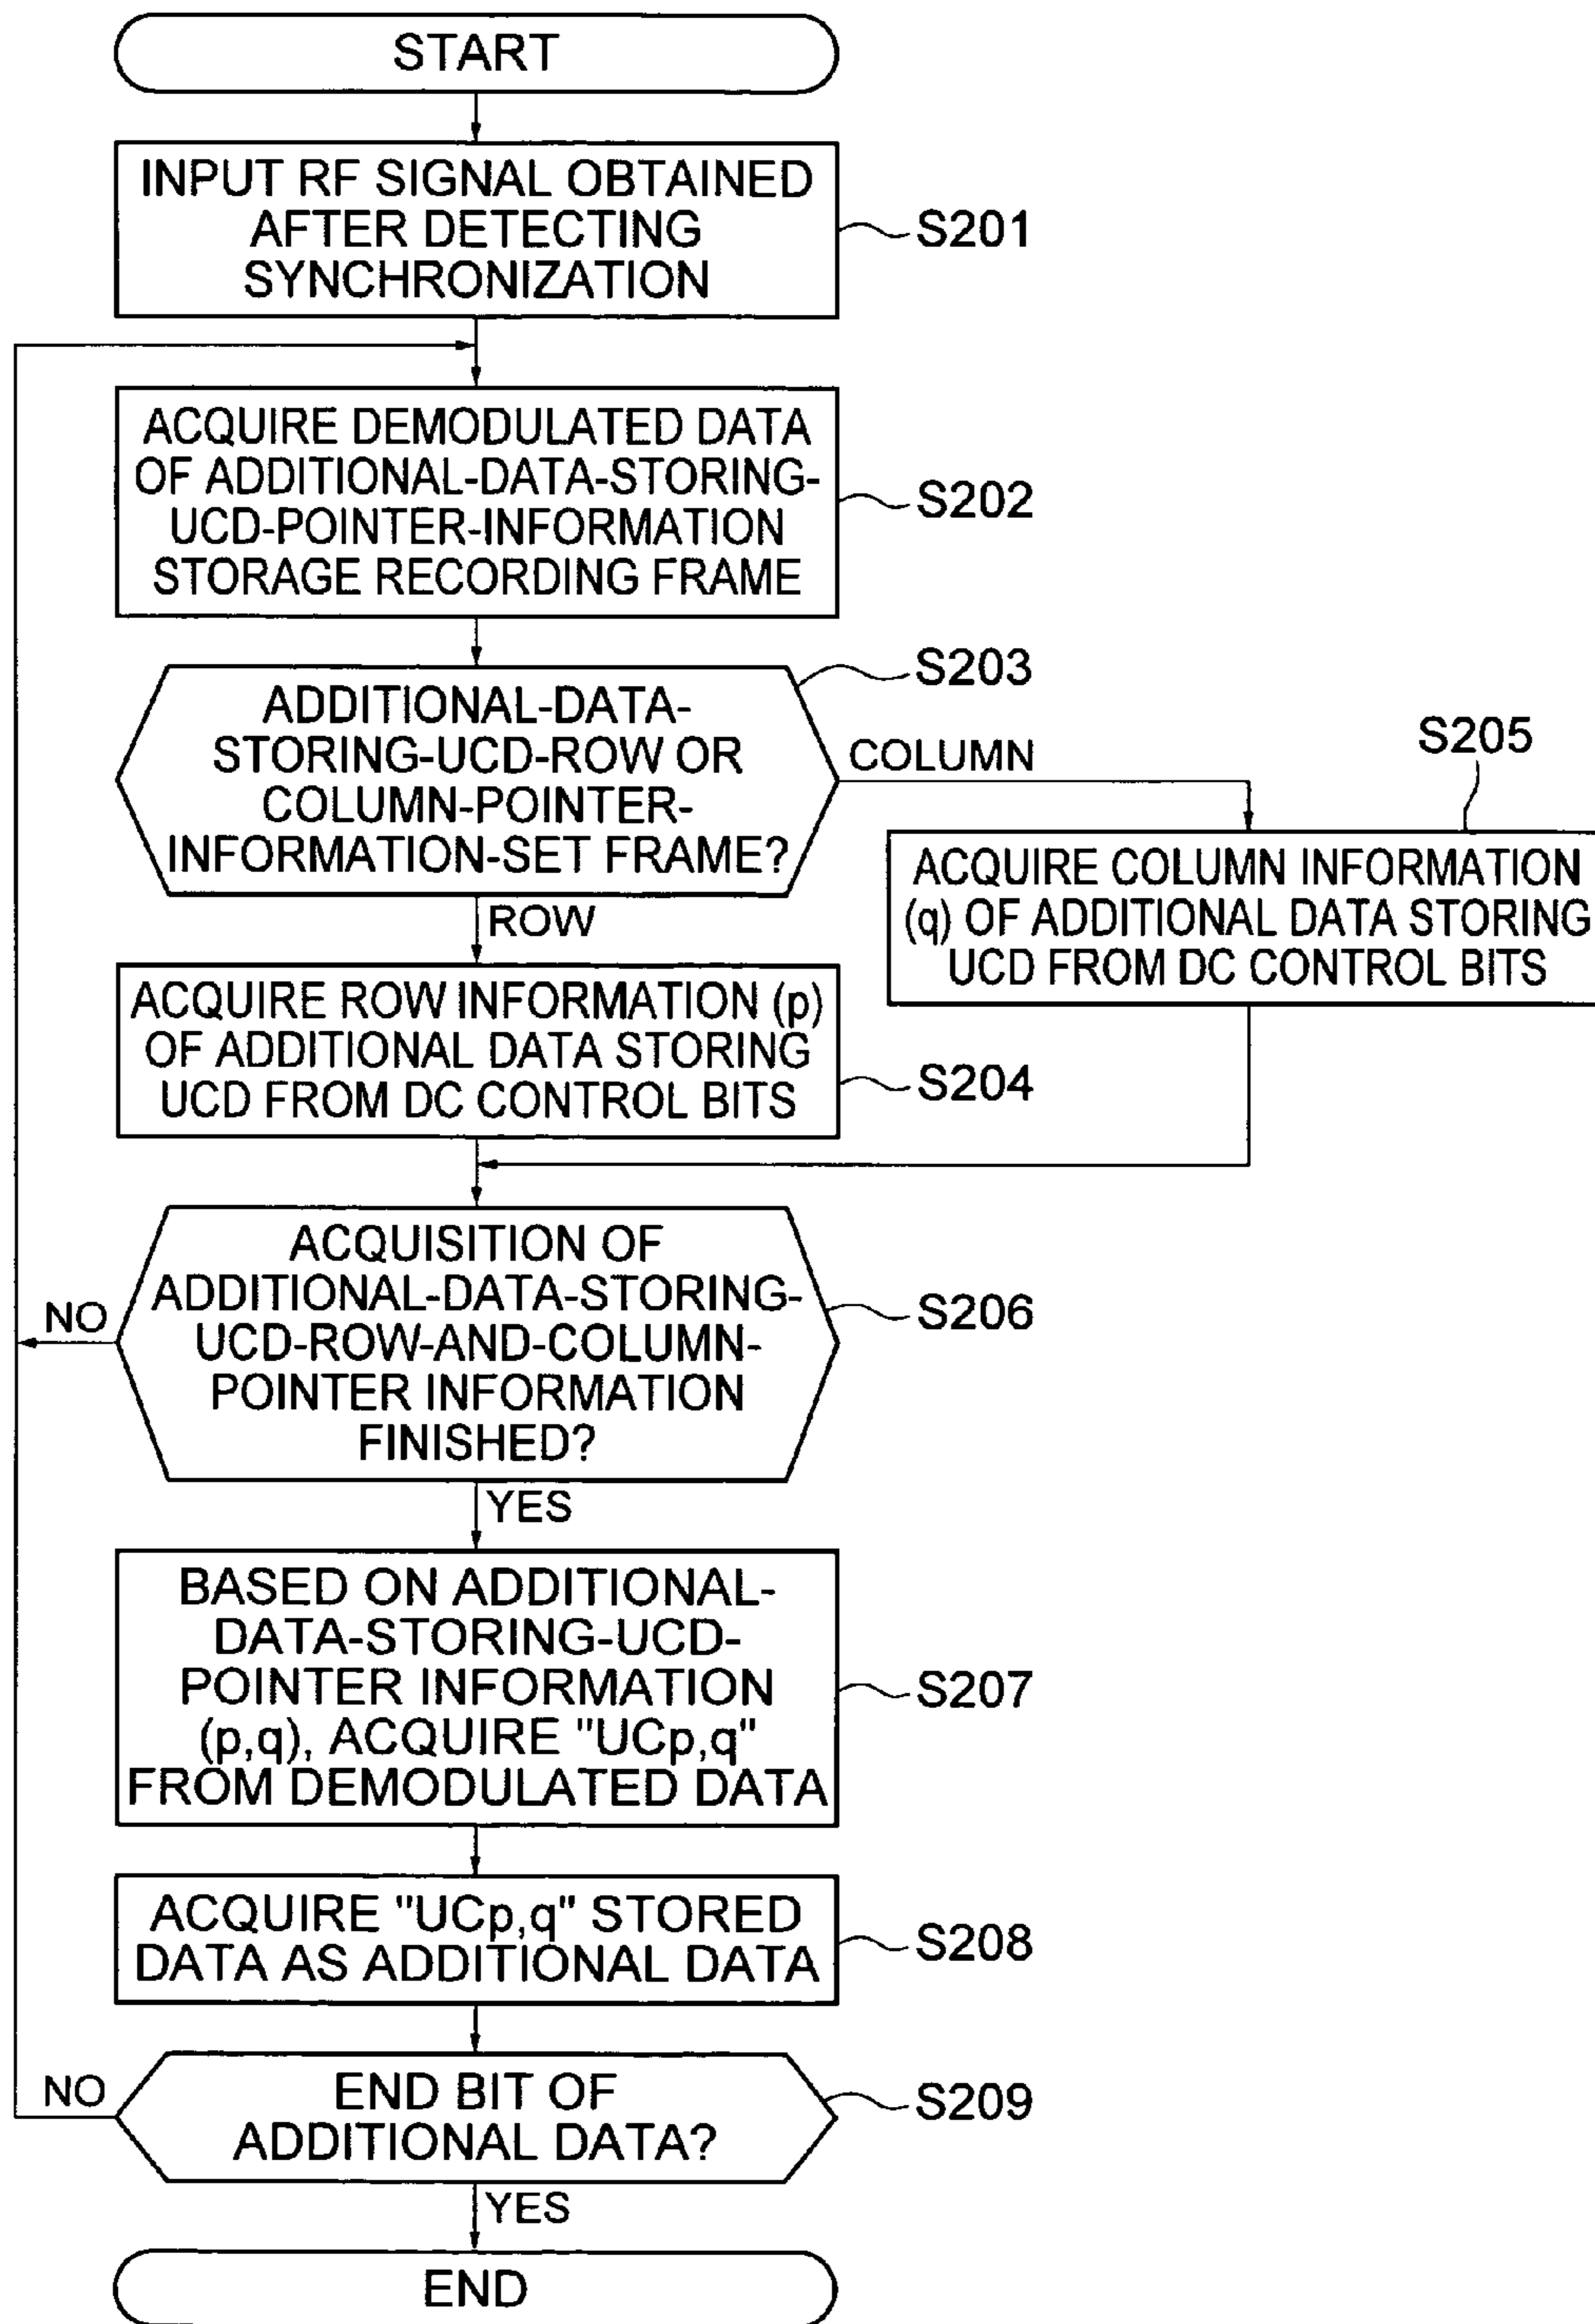 START
INPUT RF SIGNAL OBTAINED
AFTER DETECTING
SYNCHRONIZATION
S201
ACQUIRE DEMODULATED DATA
OF ADDITIONAL-DATA-STORING-
UCD-POINTER-INFORMATION
STORAGE RECORDING FRAME
S202
ADDITIONAL-DATA-
STORING-UCD-ROW OR
COLUMN-POINTER-
INFORMATION-SET FRAME?
S203
COLUMN
S205
ACQUIRE COLUMN INFORMATION
(q) OF ADDITIONAL DATA STORING
UCD FROM DC CONTROL BITS
ROW
ACQUIRE ROW INFORMATION (p)
OF ADDITIONAL DATA STORING
UCD FROM DC CONTROL BITS
S204
ACQUISITION OF
ADDITIONAL-DATA-STORING-
UCD-ROW-AND-COLUMN-
POINTER INFORMATION
FINISHED?
S206
NO
YES
BASED ON ADDITIONAL-
DATA-STORING-UCD-
POINTER INFORMATION
(p,q), ACQUIRE "UCp,q"
FROM DEMODULATED DATA
S207
ACQUIRE "UCp,q" STORED
DATA AS ADDITIONAL DATA
S208
END BIT OF
ADDITIONAL DATA?
S209
NO
YES
END